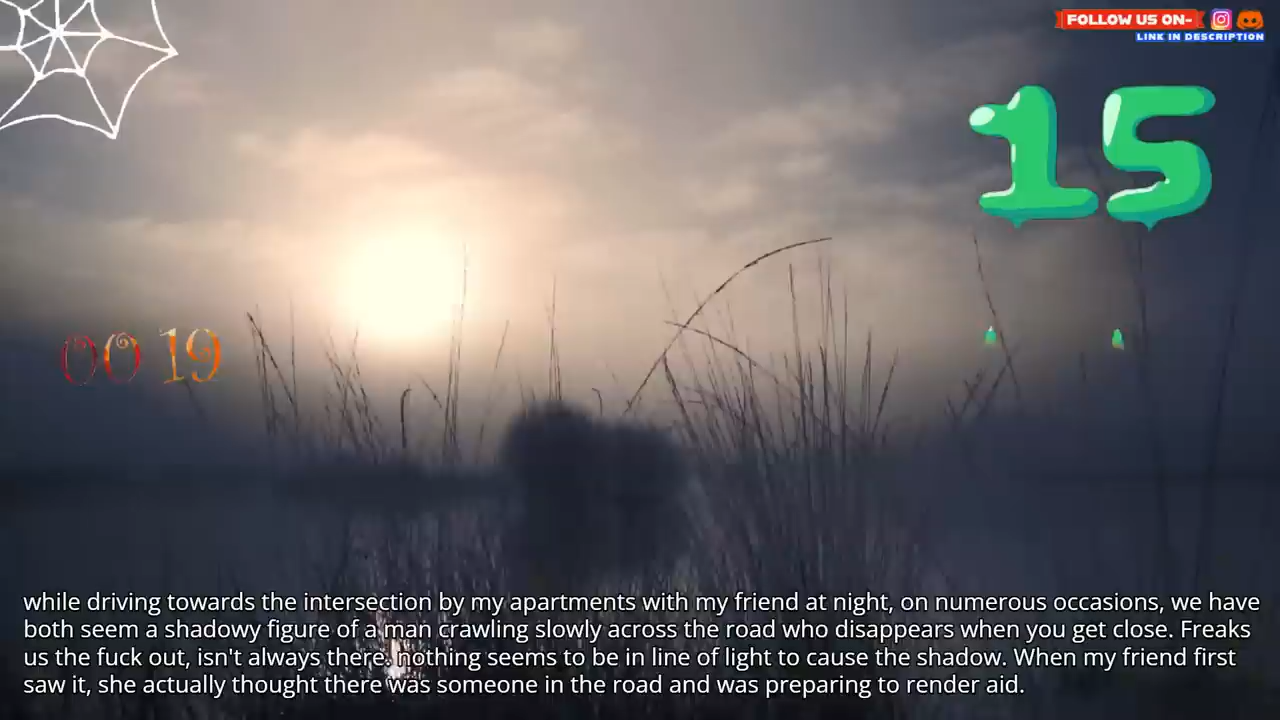 FOLLOW US ON-
LINK IN DESCRIPTION
15
00 19
while driving towards the intersection by my apartments with my friend at night, on numerous occasions, we have
both seem a shadowy figure of a man crawling slowly across the road who disappears when you get close. Freaks
us the fuck out, isn't always there. nothing seems to be in line of light to cause the shadow. When my friend first
saw it, she actually thought there was someone in the road and was preparing to render aid.